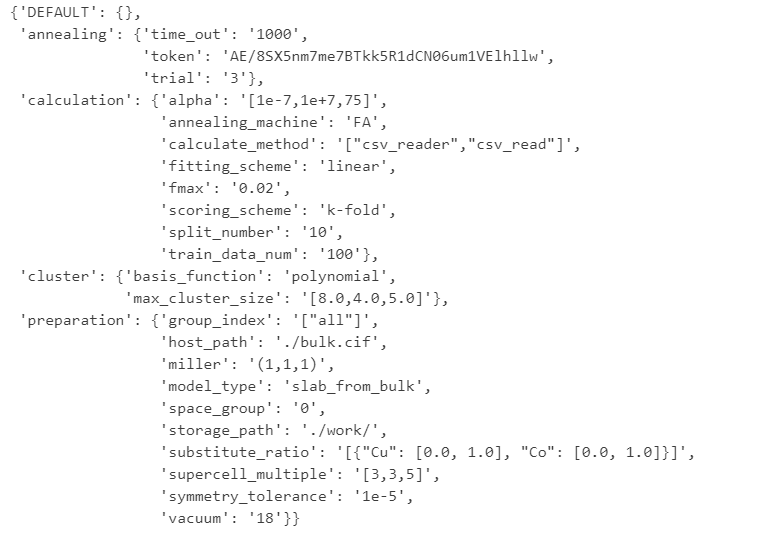 {'DEFAULT': {},
'annealing': {'time_out': '1000',
'token': 'AE/8SX5nm7me7BTkk5R1dCN06um1VElhllw',
'trial': '3'},
'calculation': {'alpha': '[1e-7,1e+7,75]',
'annealing_machine': 'FA',
'calculate_method': '["csv_reader","csv_read"]',
'fitting_scheme': 'linear',
'fmax': '0.02',
'scoring_scheme': 'k-fold',
'split_number': '10',
'train_data_num': '100'},
'cluster': {'basis_function': 'polynomial',
'max_cluster_size': '[8.0,4.0,5.0]'},
'preparation': {'group_index': '["all"]',
'host_path': './bulk.cif',
'miller': '(1,1,1)',
'model_type': 'slab_from_bulk',
'space_group': '0',
'storage_path': './work/',
'substitute_ratio': '[{"Cu": [0.0, 1.0], "Co": [0.0, 1.0]}]',
'supercell_multiple': '[3,3,5]',
'symmetry_tolerance': '1e-5',
'vacuum': '18'}}